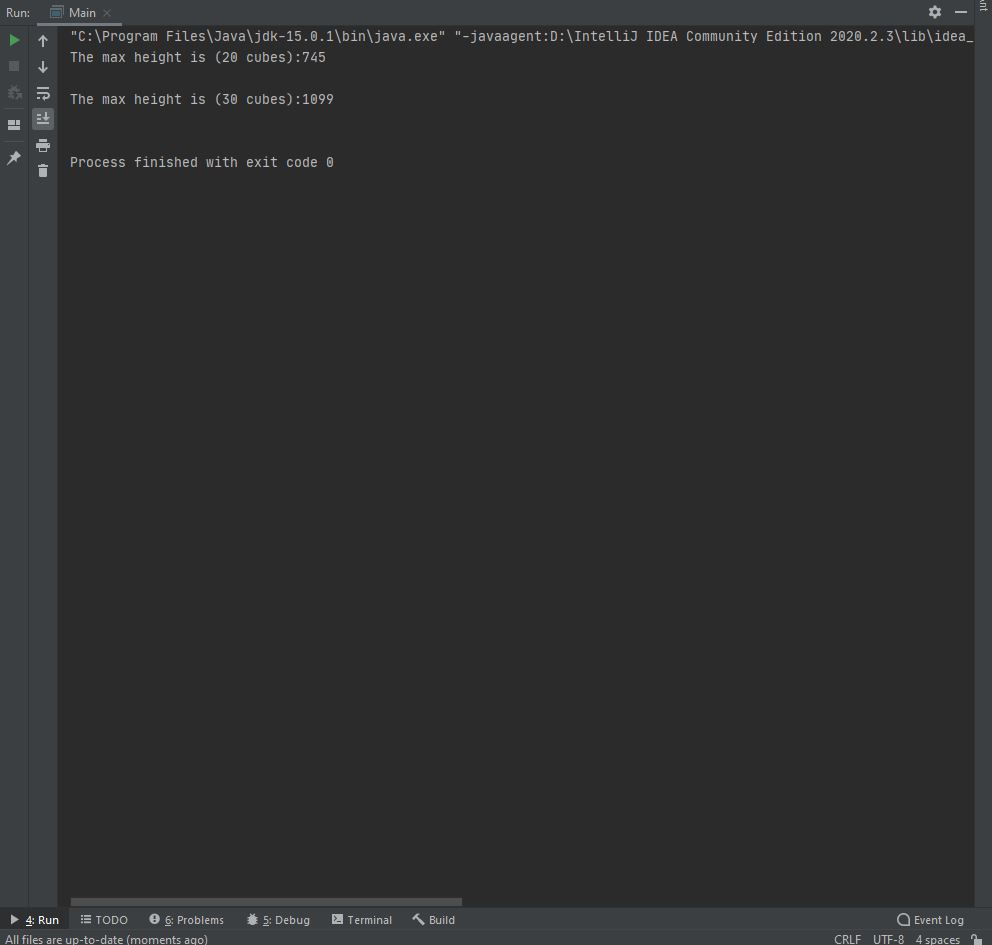 Run: Main
"C:\Program Files\Java\jdk-15.0.1\bin\java.exe" "-javaagent:D:\IntelliJ IDEA Community Edition 2020.2.3\lib\idea_
The max height is (20 cubes):745
The max height is (30 cubes):1099
Process finished with exit code 0
4: Run TODO 6: Problems 5: Debug Terminal Build Event Log
All files are up-to-date (moments ago) CRLF UTF-8 4 spaces